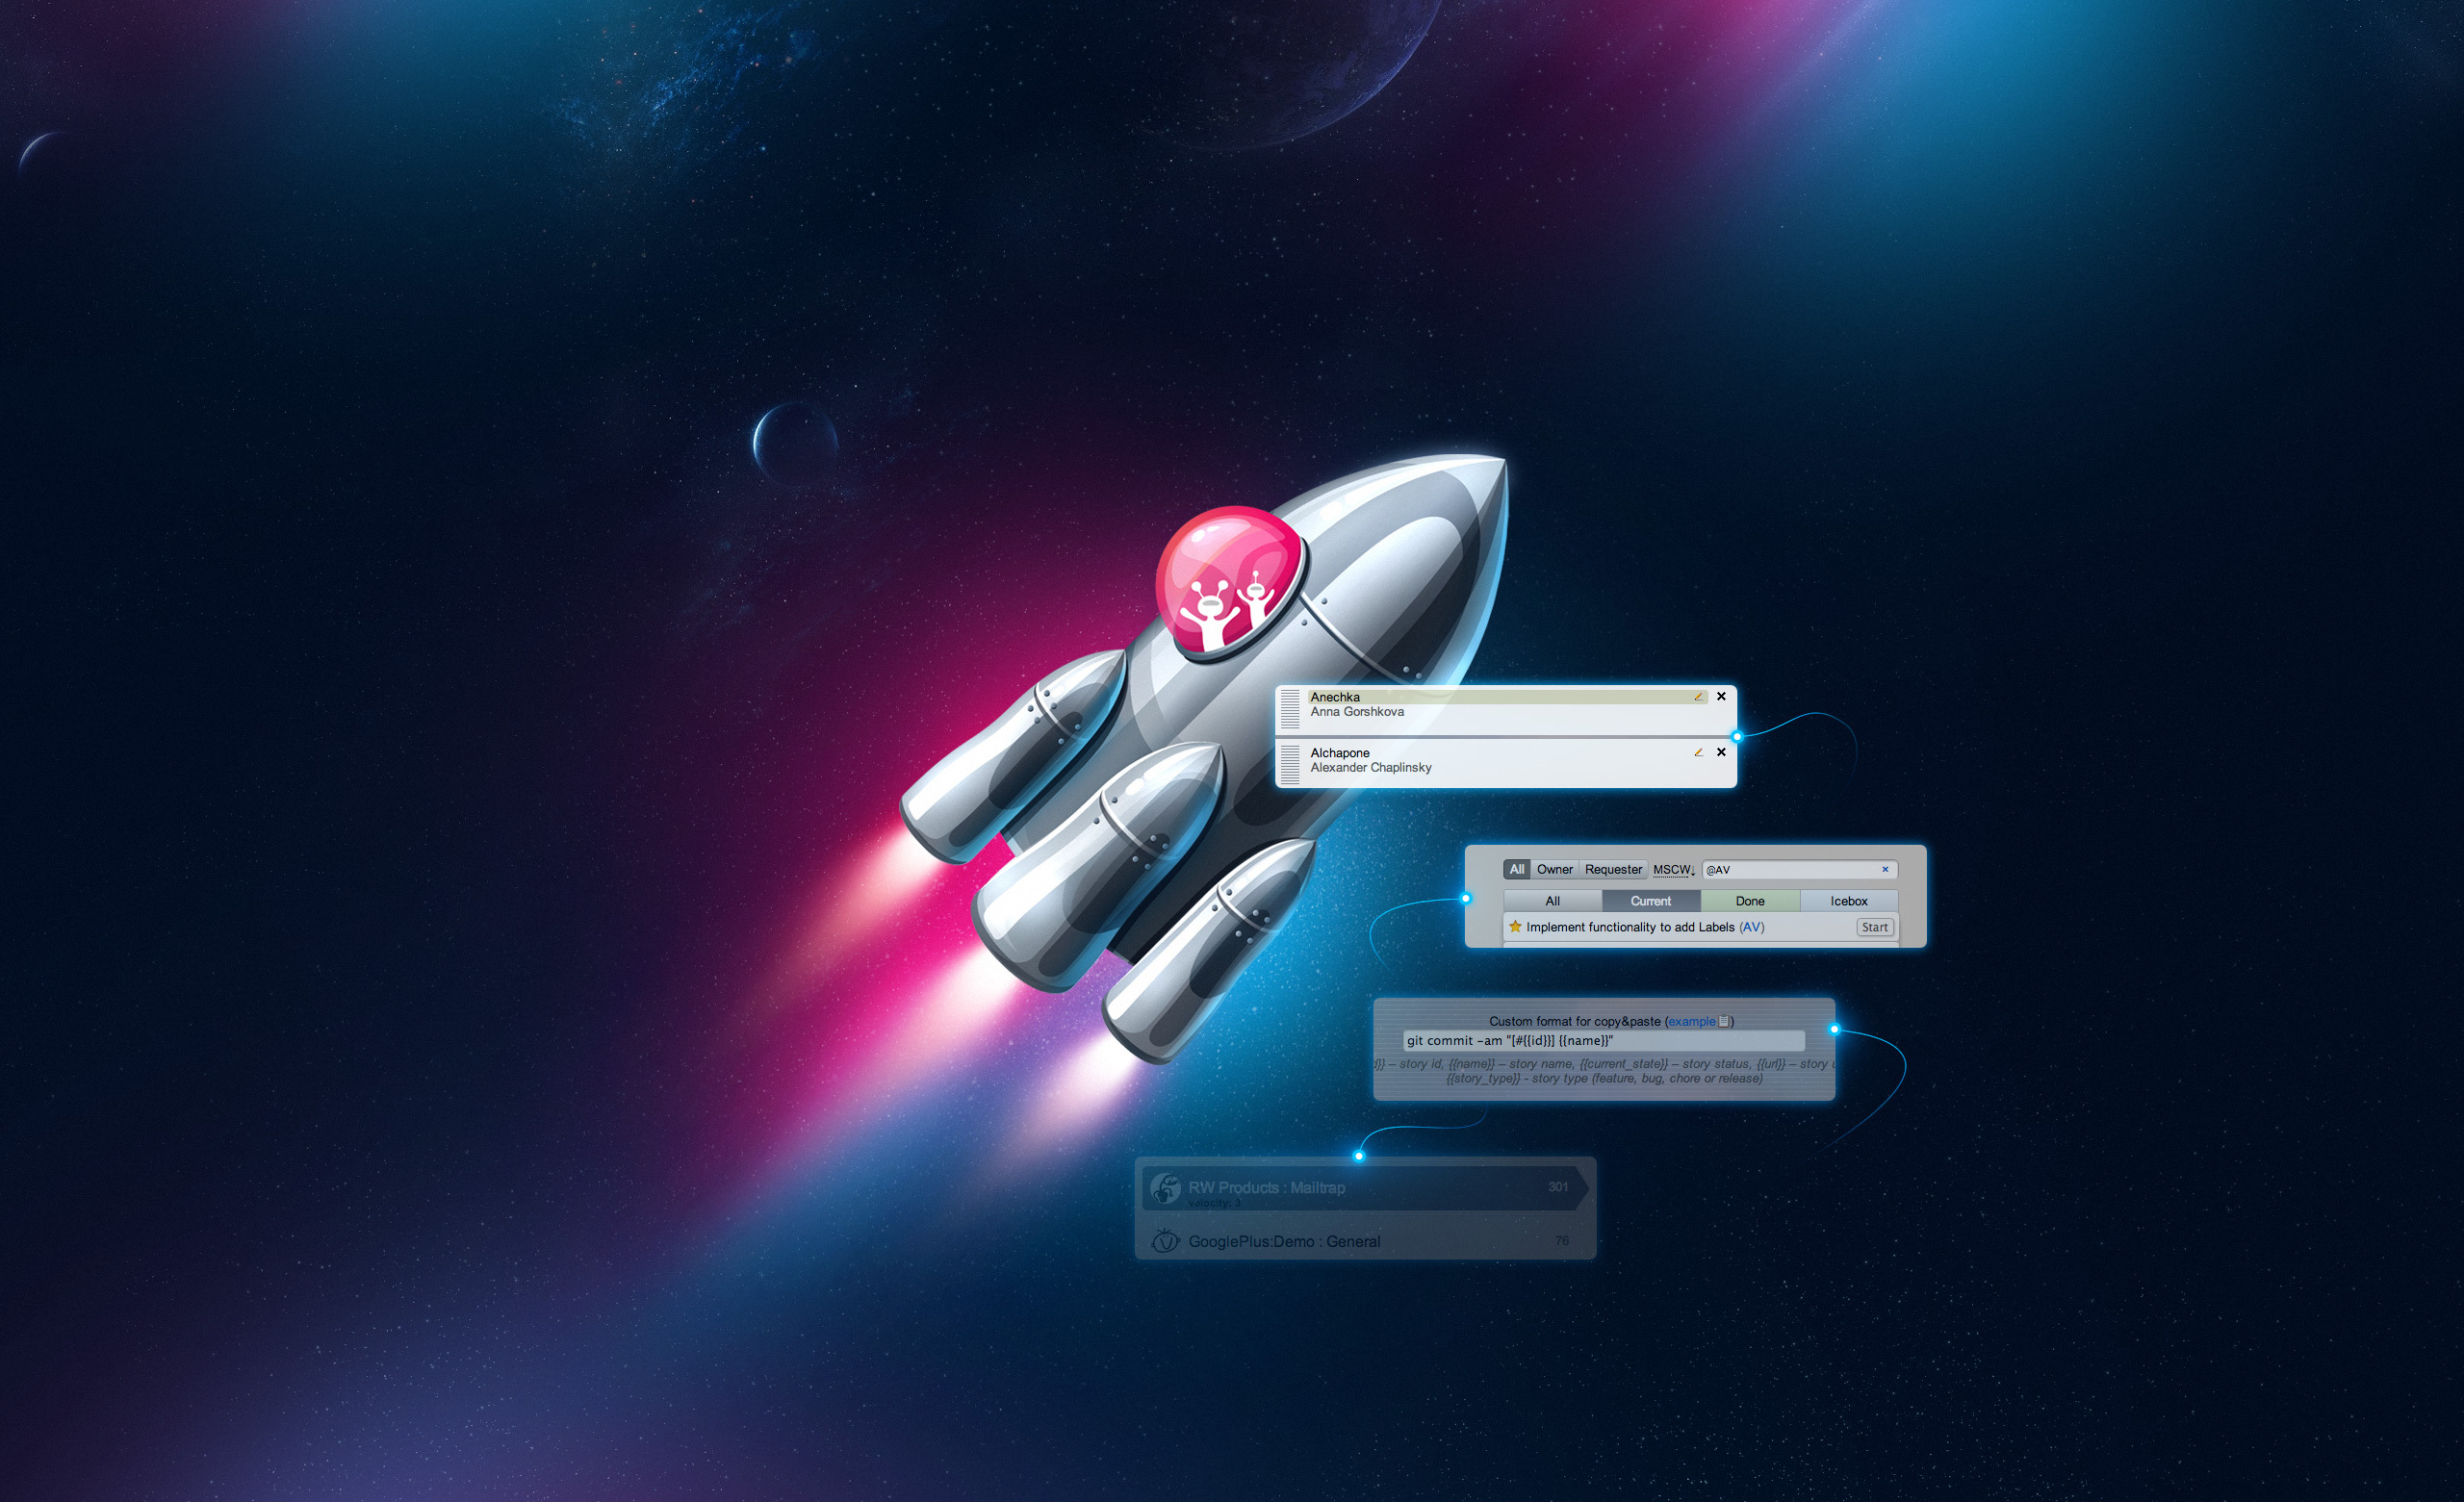 Anechka
Anna Gorshkova
Alchapone
Alexander Chaplinsky
All Owner Requester MSCW↓ @AV
All Current Done Icebox
Implement functionality to add Labels (AV) Start
Custom format for copy&paste (example)
git commit -am "[#{{id}}] {{name}}"
d}} – story id, {{name}} – story name, {{current_state}} – story status, {{url}} – story u
{{story_type}} - story type (feature, bug, chore or release)
RW Products : Mailtrap 301
velocity: 3
GooglePlus:Demo : General 76